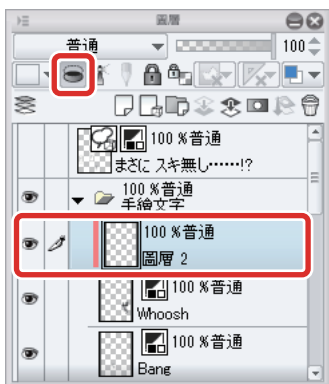 圖層
普通 100
100 %普通
まさに スキ無し……!?
100 %普通
手繪文字
100 %普通
圖層 2
100 %普通
Whoosh
100 %普通
Bang